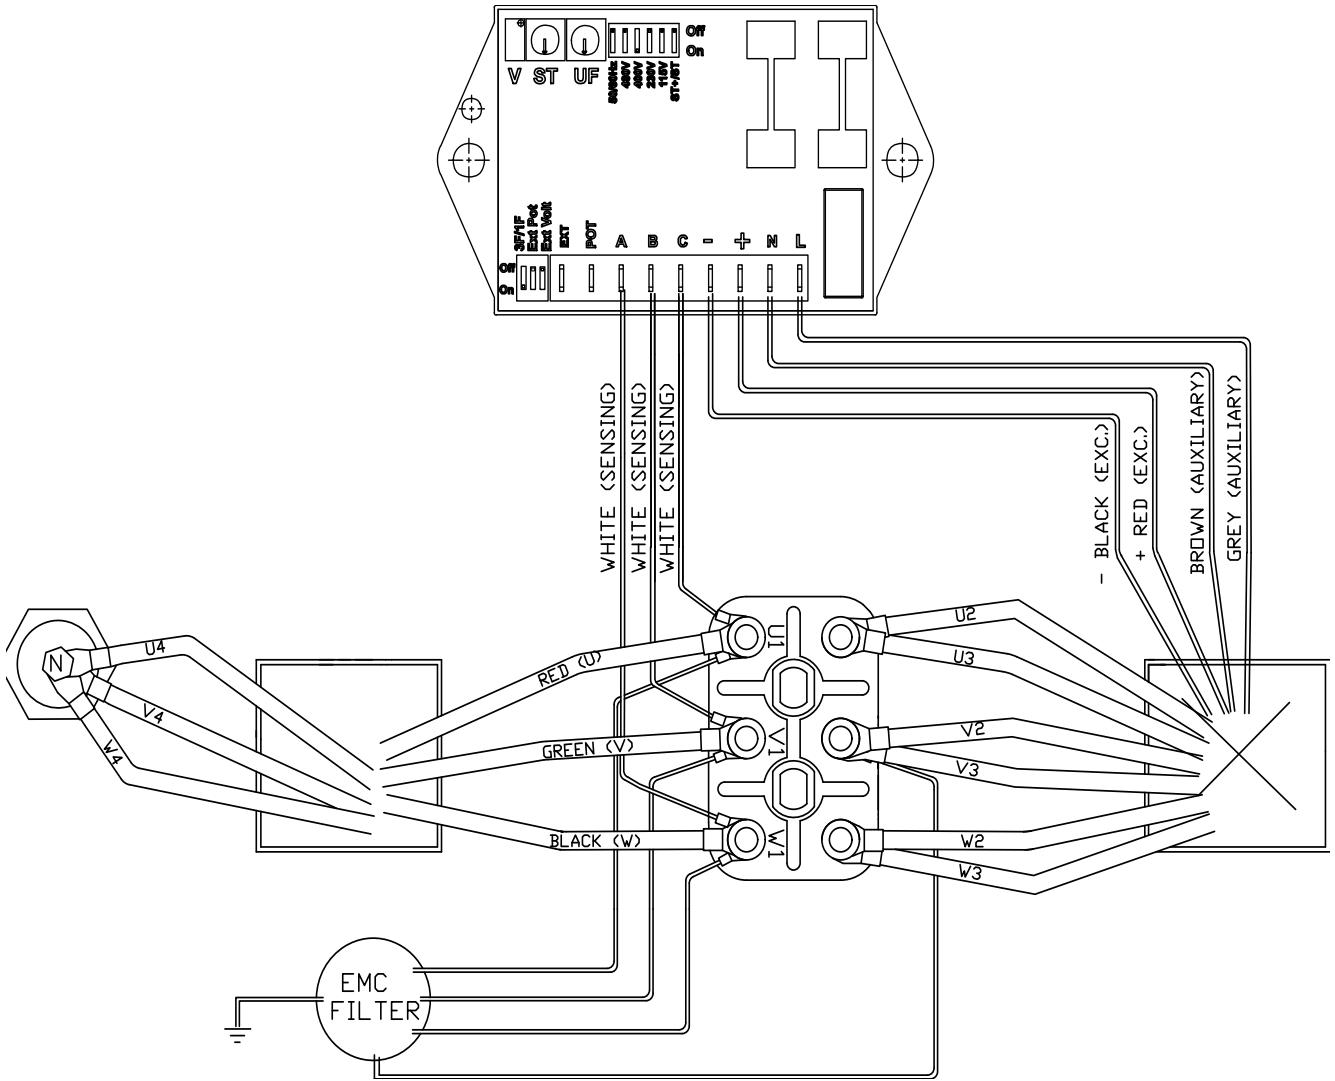 V ST UF
Off
On
50/60Hz
480V
400V
230V
115V
ST+/ST
3F/1F
Ext Pot
Ext Volt
EXT
POT
A B C - + N L
Off
On
WHITE (SENSING)
WHITE (SENSING)
WHITE (SENSING)
- BLACK (EXC.)
+ RED (EXC.)
BROWN (AUXILIARY)
GREY (AUXILIARY)
N
U4
V4
W4
RED (U)
GREEN (V)
BLACK (W)
U1
V1
W1
U2
U3
V2
V3
W2
W3
EMC
FILTER